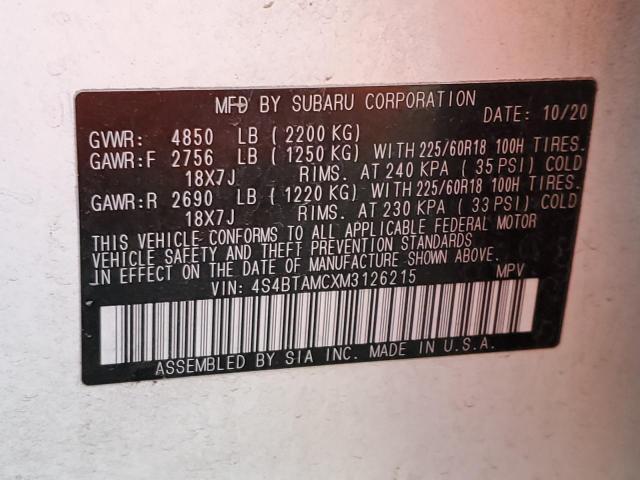 MFD BY SUBARU CORPORATION
DATE: 10/20
GVWR: 4850 LB (2200 KG)
GAWR:F 2756 LB (1250 KG) WITH 225/60R18 100H TIRES.
18X7J RIMS. AT 240 KPA (35 PSI) COLD
GAWR:R 2690 LB (1220 KG) WITH 225/60R18 100H TIRES.
18X7J RIMS. AT 230 KPA (33 PSI) COLD
THIS VEHICLE CONFORMS TO ALL APPLICABLE FEDERAL MOTOR
VEHICLE SAFETY AND THEFT PREVENTION STANDARDS
IN EFFECT ON THE DATE OF MANUFACTURE SHOWN ABOVE.
VIN: 4S4BTAMCXM3126215 MPV
ASSEMBLED BY SIA INC. MADE IN U.S.A.